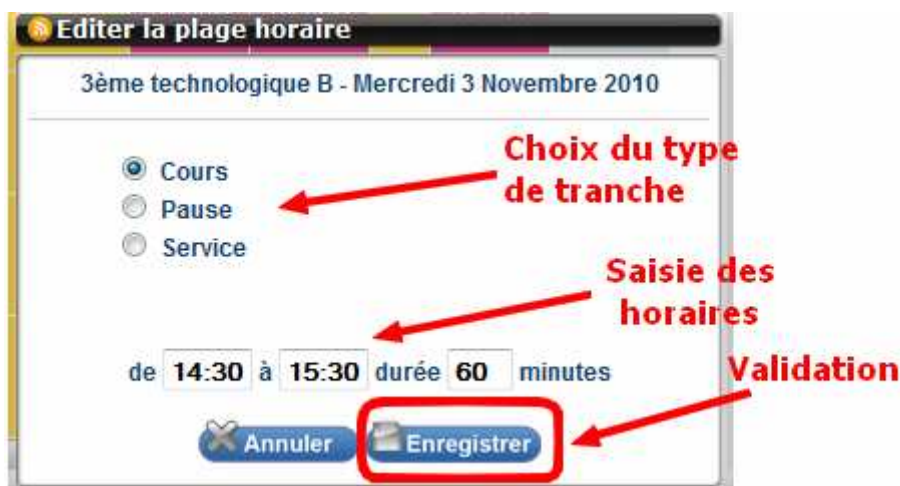 Editer la plage horaire
3ème technologique B - Mercredi 3 Novembre 2010
Choix du type
de tranche
Cours
Pause
Service
Saisie des
horaires
de 14:30 à 15:30 durée 60 minutes
Validation
Annuler Enregistrer